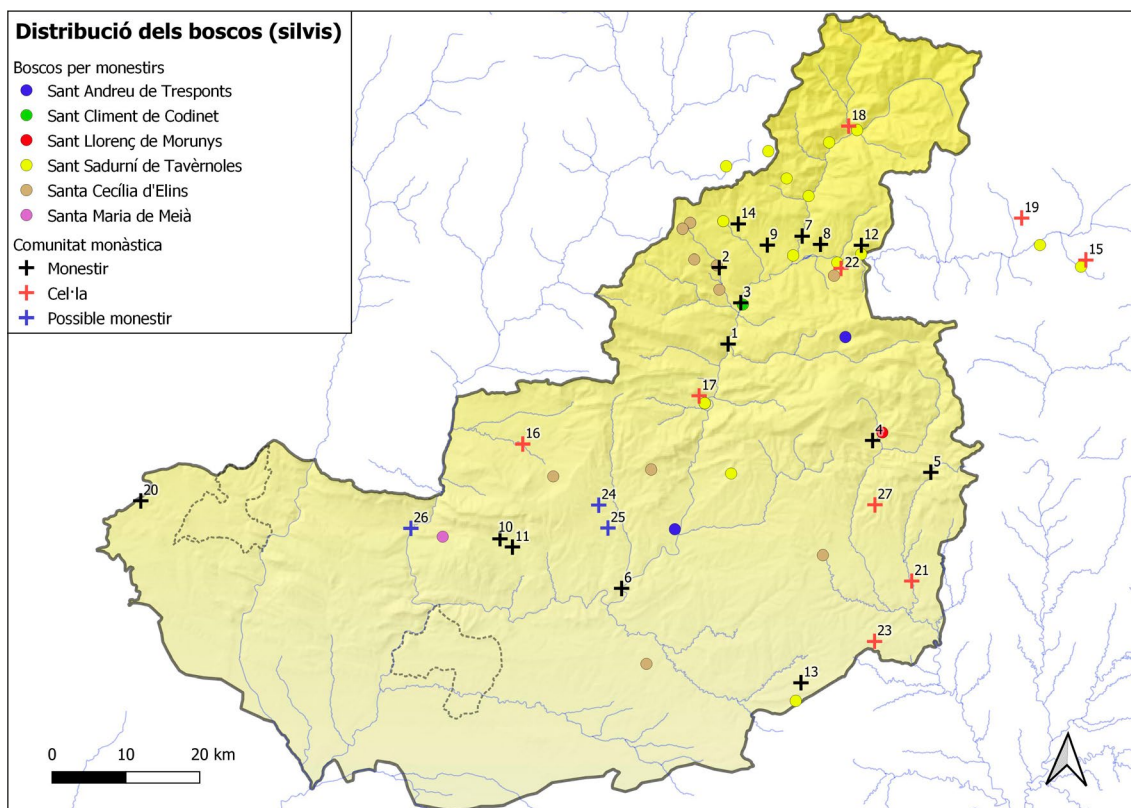 Distribució dels boscos (silvis)
Boscos per monestirs
Sant Andreu de Tresponts
Sant Climent de Codinet
Sant Llorenç de Morunys
Sant Sadurní de Tavèrnoles
Santa Cecília d'Elins
Santa Maria de Meià
Comunitat monàstica
Monestir
Cel·la
Possible monestir
18
19
14
7
8
9
12
15
2
22
3
1
17
4
16
5
20
24
27
26
25
10
11
6
21
23
13
0 10 20 km